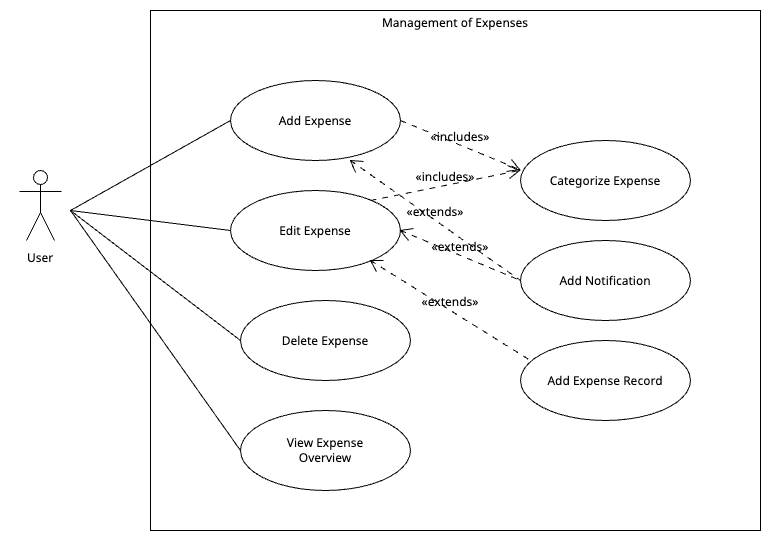 Management of Expenses
Add Expense
«includes»
Categorize Expense
«includes»
Edit Expense
«extends»
«extends»
User
Add Notification
«extends»
Delete Expense
Add Expense Record
View Expense
Overview